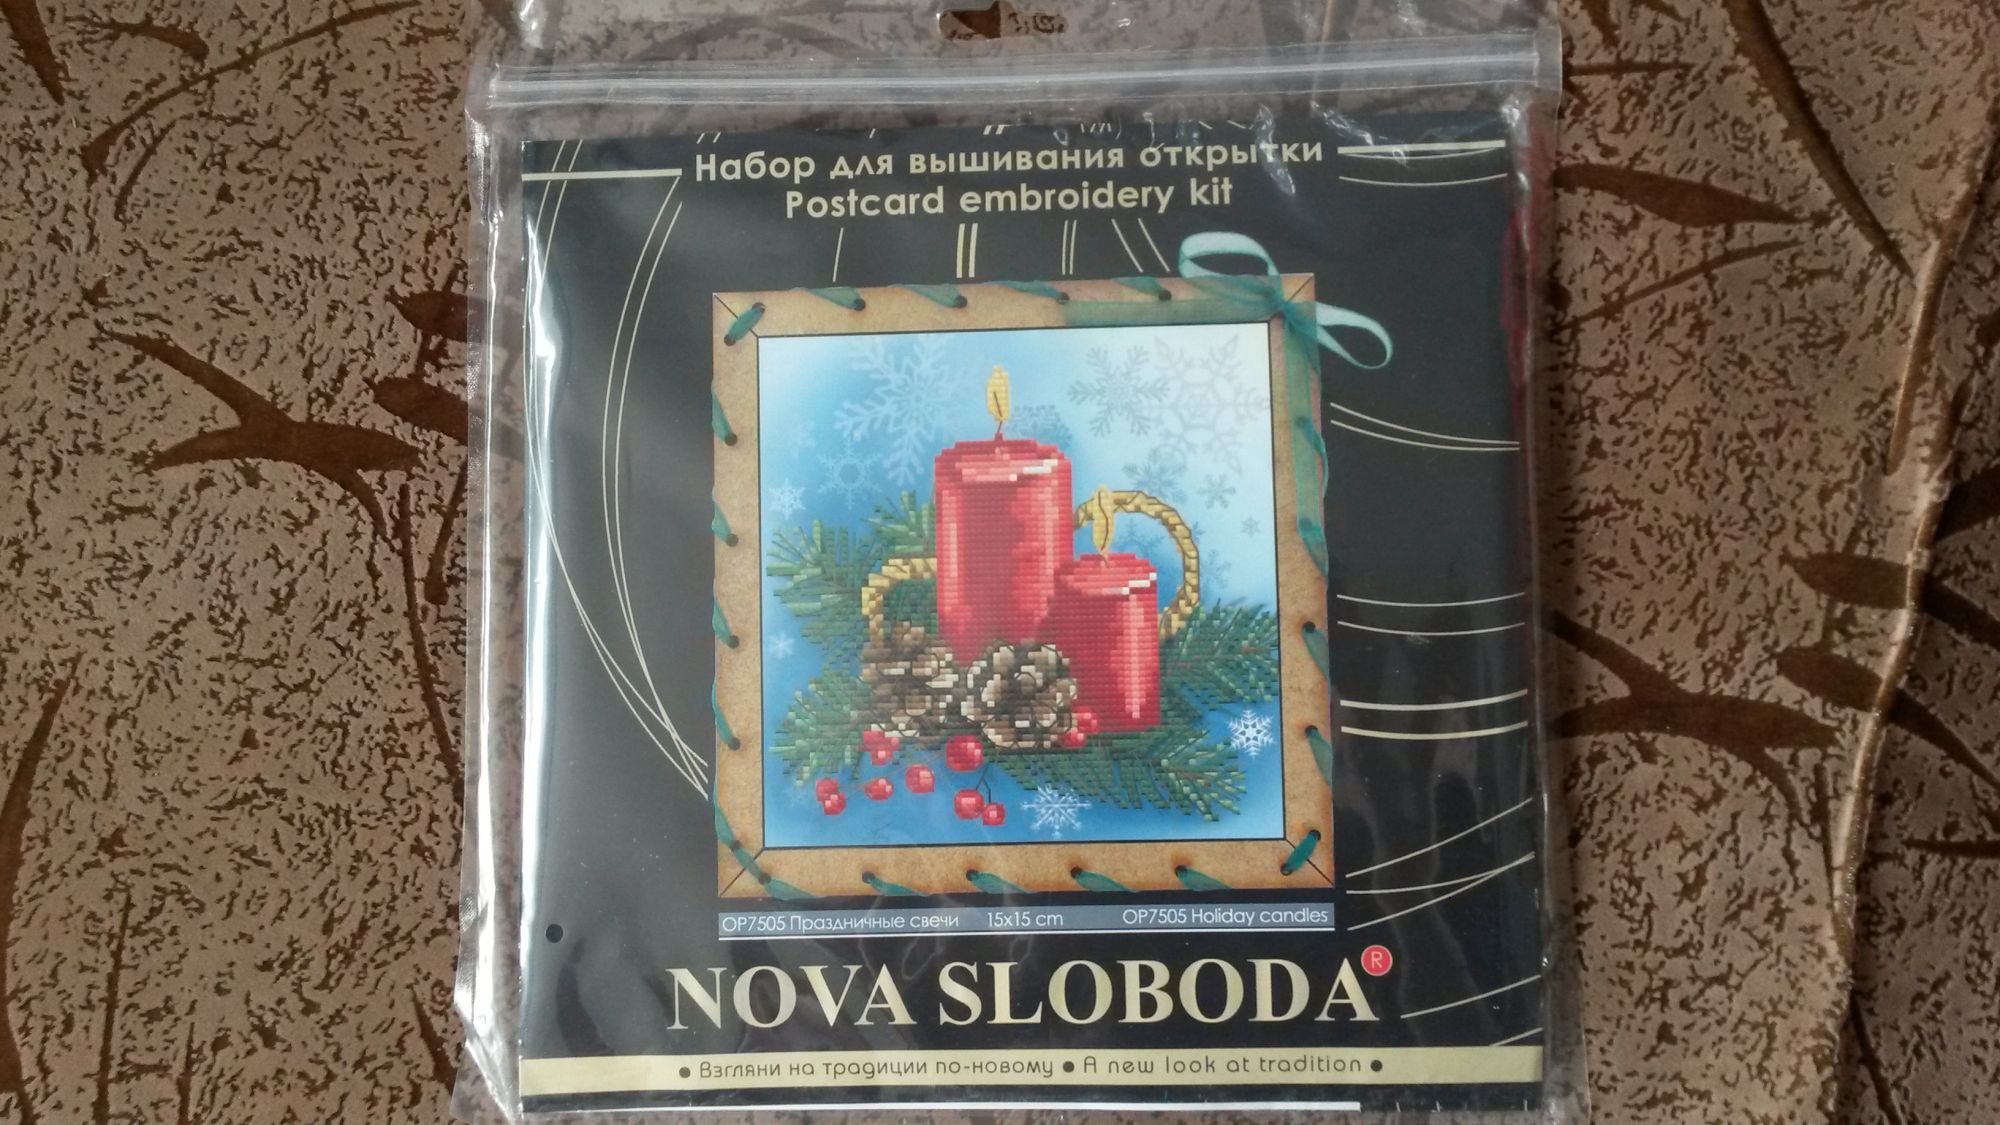 Набор для вышивания открытки
Postcard embroidery kit
OP7505 Праздничные свечи 15x15 cm OP7505 Holiday candles
NOVA SLOBODA®
• Взгляни на традиции по-новому • A new look at tradition •